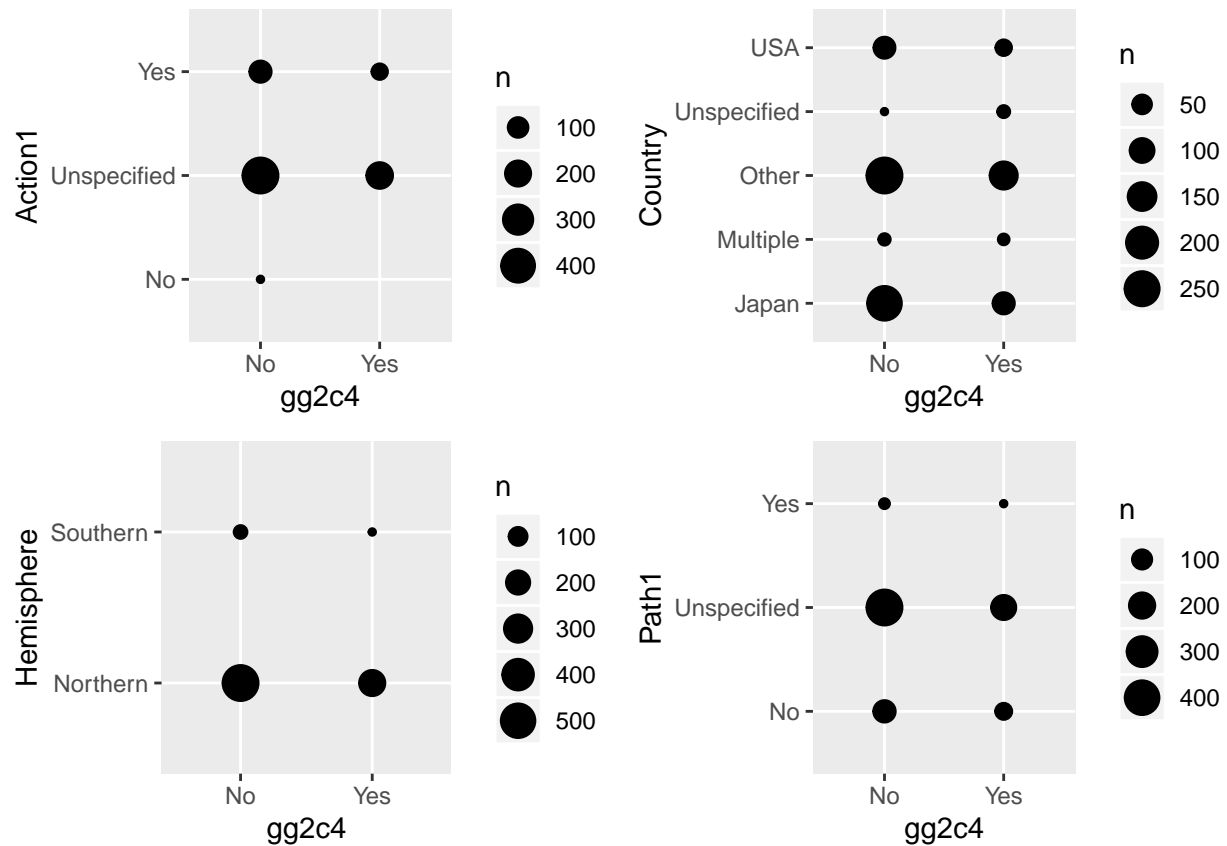 Action1
Yes
Unspecified
No
No Yes
gg2c4
n
100
200
300
400
Country
USA
Unspecified
Other
Multiple
Japan
No Yes
gg2c4
n
50
100
150
200
250
Hemisphere
Southern
Northern
No Yes
gg2c4
n
100
200
300
400
500
Path1
Yes
Unspecified
No
No Yes
gg2c4
n
100
200
300
400